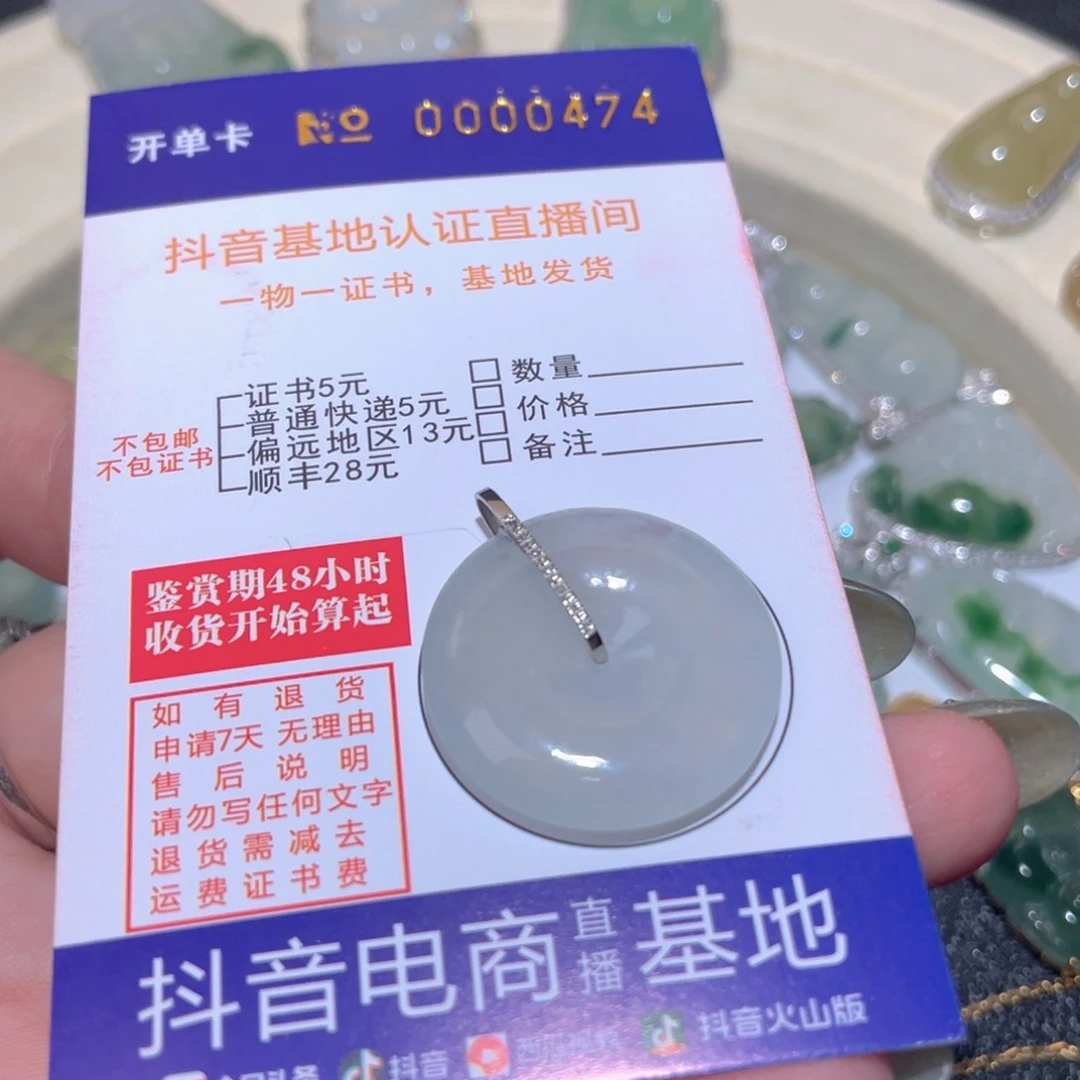 开单卡 NO 0000474
抖音基地认证直播间
一物一证书，基地发货
证书5元
普通快递5元
偏远地区13元
顺丰28元
不包邮
不包证书
数量
价格
备注
鉴赏期48小时
收货开始算起
如有退货
申请7天无理由
售后说明
请勿写任何文字
退货需减去
运费证书费
抖音电商直播基地
抖音
抖音火山版